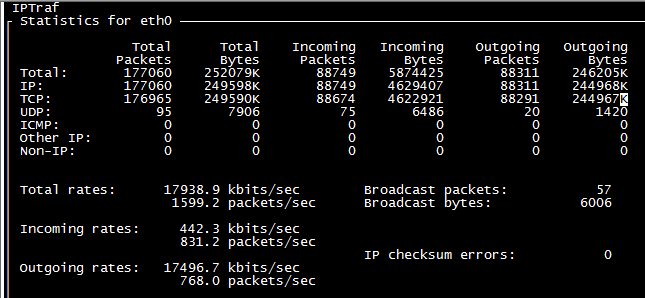 IPTraf
Statistics for eth0
Total Total Incoming Incoming Outgoing Outgoing
Packets Bytes Packets Bytes Packets Bytes
Total: 177060 252079K 88749 5874425 88311 246205K
IP: 177060 249598K 88749 4629407 88311 244968K
TCP: 176965 249590K 88674 4622921 88291 244967K
UDP: 95 7906 75 6486 20 1420
ICMP: 0 0 0 0 0 0
Other IP: 0 0 0 0 0 0
Non-IP: 0 0 0 0 0 0
Total rates: 17938.9 kbits/sec Broadcast packets: 57
1599.2 packets/sec Broadcast bytes: 6006
Incoming rates: 442.3 kbits/sec
831.2 packets/sec
IP checksum errors: 0
Outgoing rates: 17496.7 kbits/sec
768.0 packets/sec